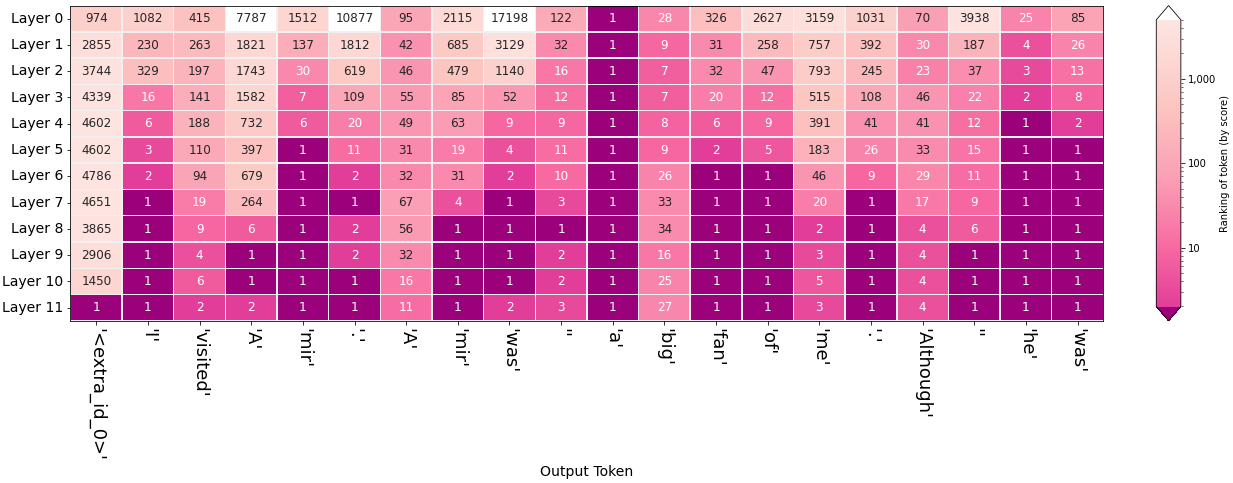 Layer 0 974 1082 415 7787 1512 10877 95 2115 17198 122 1 28 326 2627 3159 1031 70 3938 25 85
Layer 1 2855 230 263 1821 137 1812 42 685 3129 32 1 9 31 258 757 392 30 187 4 26
Layer 2 3744 329 197 1743 30 619 46 479 1140 16 1 7 32 47 793 245 23 37 3 13
Layer 3 4339 16 141 1582 7 109 55 85 52 12 1 7 20 12 515 108 46 22 2 8
Layer 4 4602 6 188 732 6 20 49 63 9 9 1 8 6 9 391 41 41 12 1 2
Layer 5 4602 3 110 397 1 11 31 19 4 11 1 9 2 5 183 26 33 15 1 1
Layer 6 4786 2 94 679 1 2 32 31 2 10 1 26 1 1 46 9 29 11 1 1
Layer 7 4651 1 19 264 1 1 67 4 1 3 1 33 1 1 20 1 17 9 1 1
Layer 8 3865 1 9 6 1 2 56 1 1 1 1 34 1 1 2 1 4 6 1 1
Layer 9 2906 1 4 1 1 2 32 1 1 2 1 16 1 1 3 1 4 1 1 1
Layer 10 1450 1 6 1 1 1 16 1 1 2 1 25 1 1 5 1 4 1 1 1
Layer 11 1 1 2 2 1 1 11 1 2 3 1 27 1 1 3 1 4 1 1 1
'<extra_id_0>' 'I' 'visited' 'A' 'mir' '.' 'A' 'mir' 'was' '' 'a' 'big' 'fan' 'of' 'me' '.' 'Although' '' 'he' 'was'
Output Token
1,000
100
10
Ranking of token (by score)